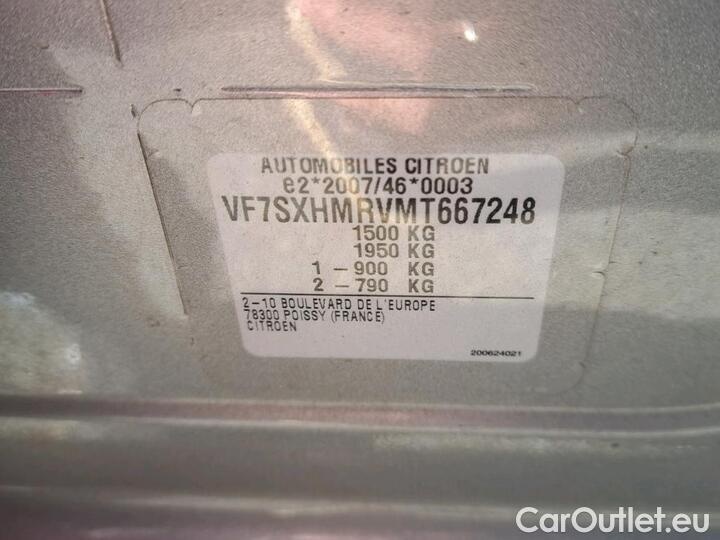 AUTOMOBILES CITROEN
e2*2007/46*0003
VF7SXHMRVMT667248
1500 KG
1950 KG
1 - 900 KG
2 - 790 KG
2-10 BOULEVARD DE L'EUROPE
78300 POISSY (FRANCE)
CITROEN
200624021
CarOutlet.eu